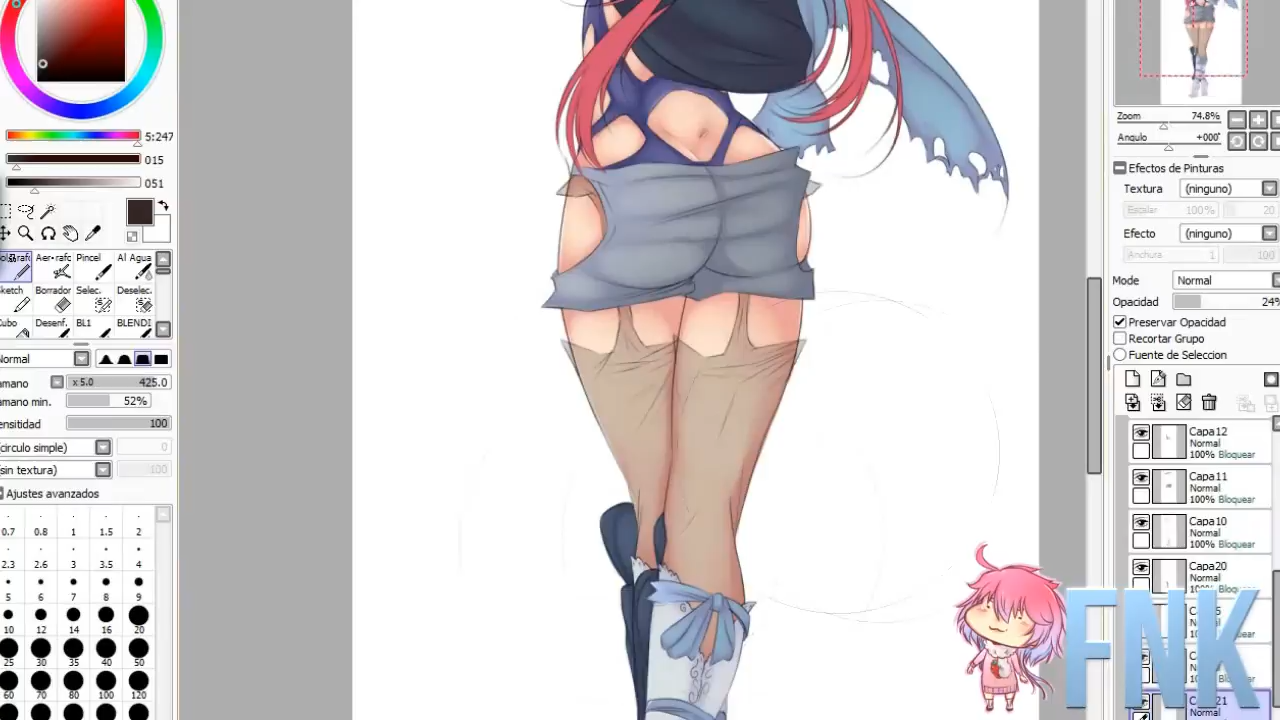 5:247
015
051
Aer-rafc
Pincel
Al Agua
Sketch
Borrador
Selec.
Deselec.
Cubo
Desenf.
BL1
BLENDI
Normal
x 5.0
425.0
amano min.
52%
ensidad
100
(circulo simple)
0
(sin textura)
100
Ajustes avanzados
0.7
0.8
1
1.5
2
2.3
2.6
3
3.5
4
5
6
7
8
9
10
12
14
16
20
25
30
35
40
50
60
70
80
100
120
Zoom
74.8%
Angulo
+000°
Efectos de Pinturas
Textura
(ninguno)
Escalar
100%
20
Efecto
(ninguno)
Anchura
1
100
Mode
Normal
Opacidad
24%
Preservar Opacidad
Recortar Grupo
Fuente de Seleccion
Capa12
Normal
100% Bloquear
Capa11
Normal
100% Bloquear
Capa10
Normal
100% Bloquear
Capa20
Normal
100% Bloquear
FNK
Normal